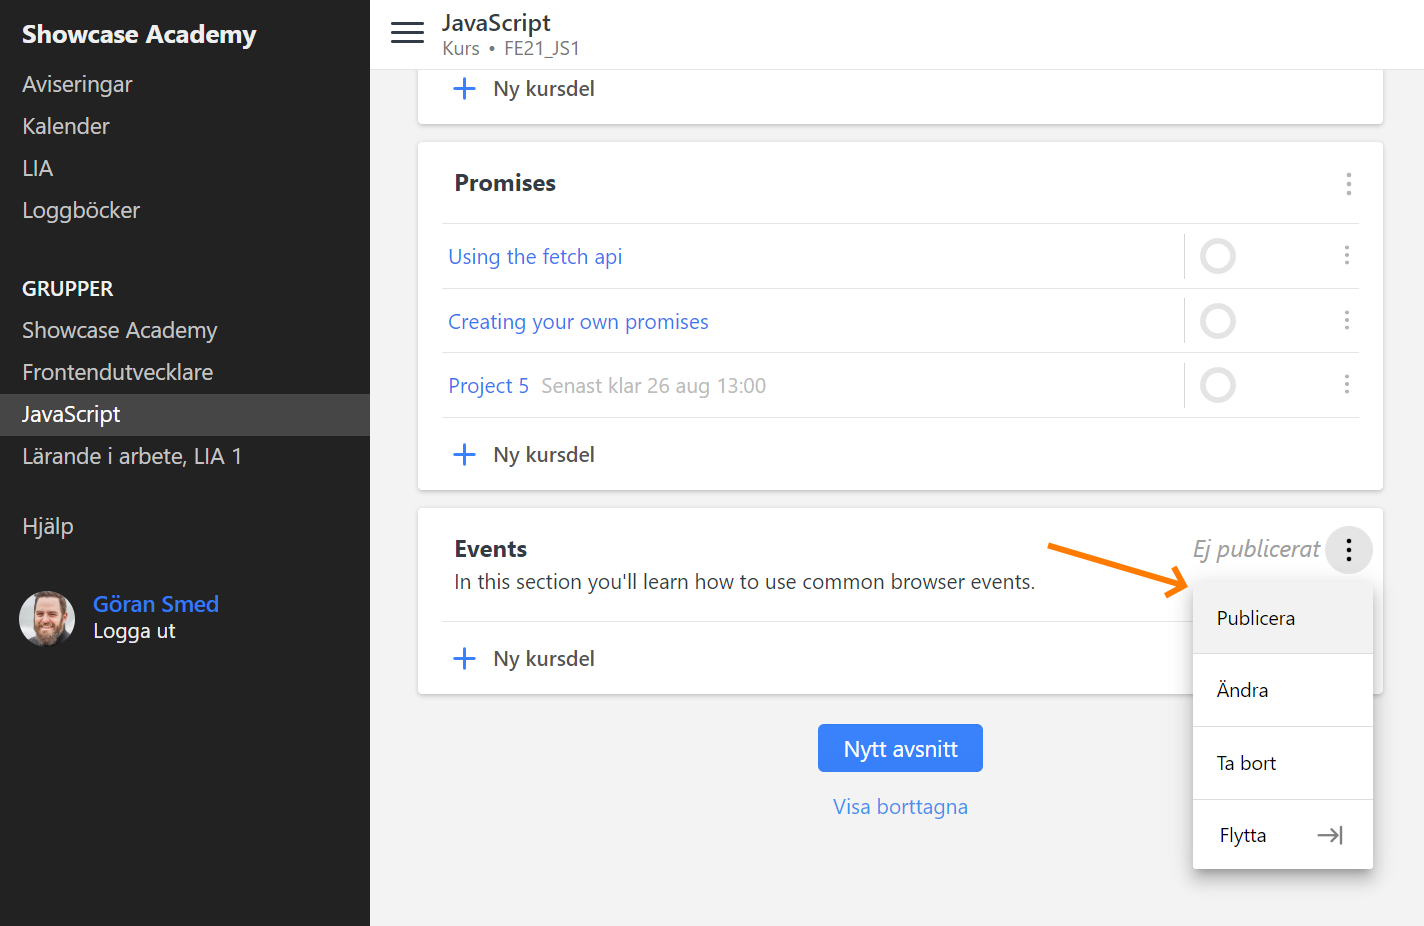 Showcase Academy
Aviseringar
Kalender
LIA
Loggböcker
GRUPPER
Showcase Academy
Frontendutvecklare
JavaScript
Lärande i arbete, LIA 1
Hjälp
Göran Smed
Logga ut
JavaScript
Kurs • FE21_JS1
Ny kursdel
Promises
Using the fetch api
Creating your own promises
Project 5 Senast klar 26 aug 13:00
Ny kursdel
Events
Ej publicerat
In this section you'll learn how to use common browser events.
Ny kursdel
Publicera
Ändra
Ta bort
Flytta
Nytt avsnitt
Visa borttagna